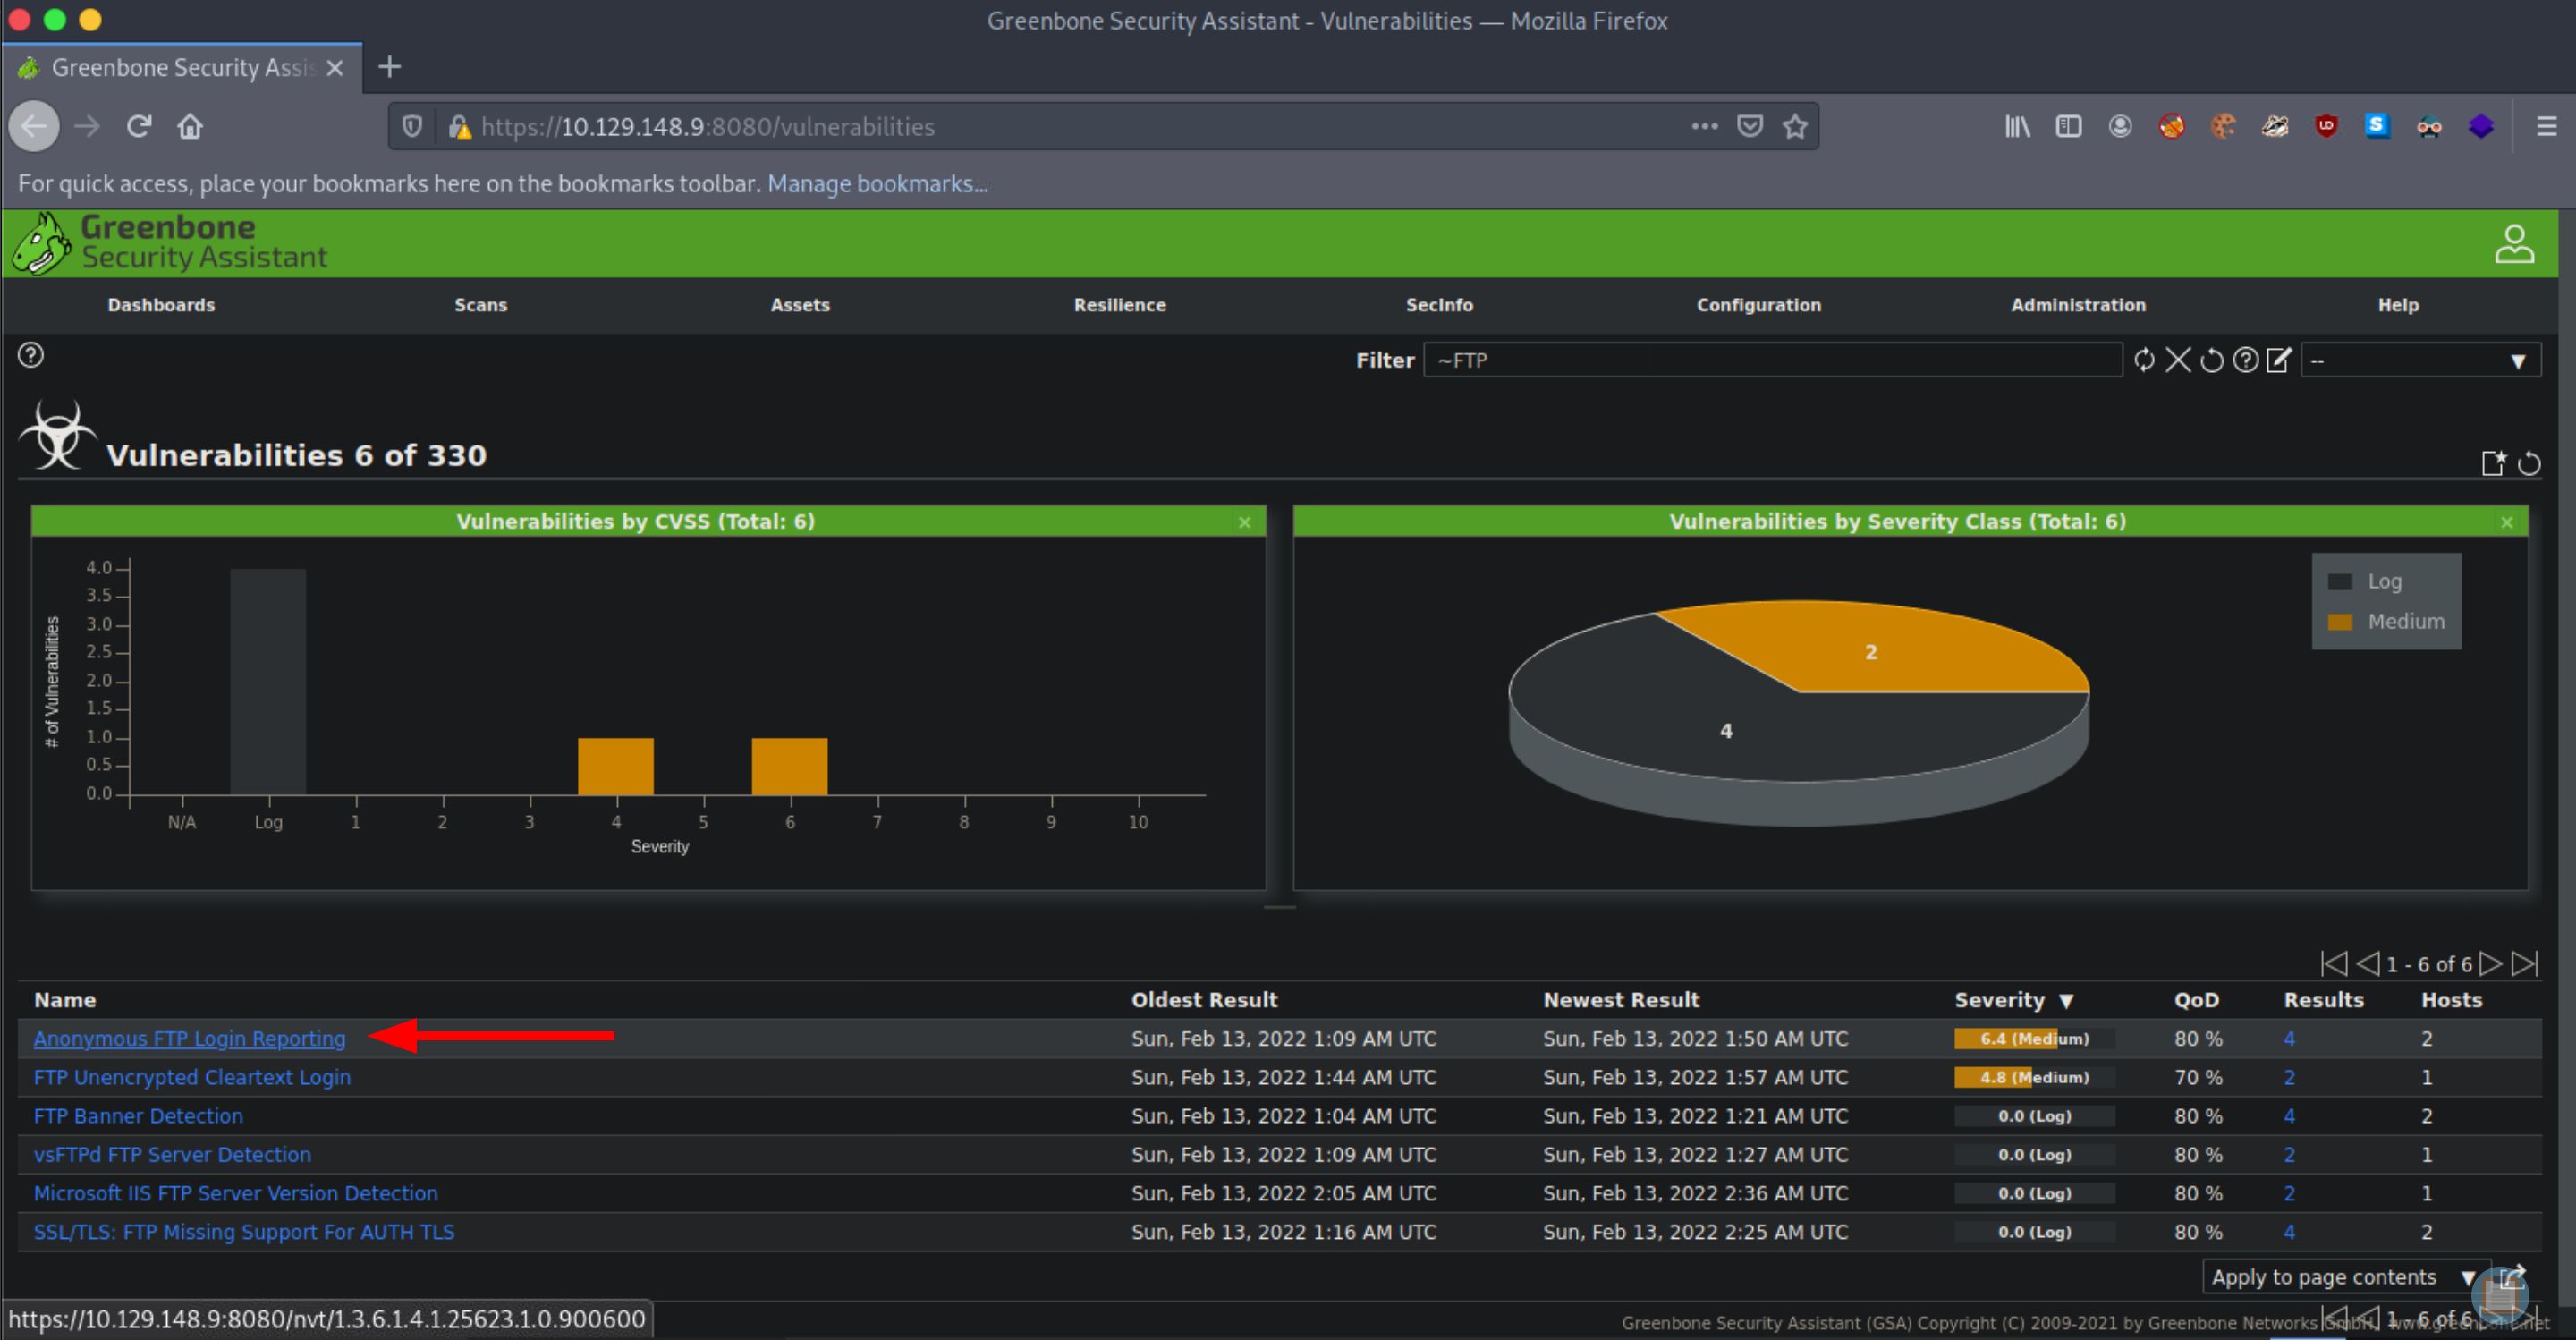 Greenbone Security Assistant - Vulnerabilities — Mozilla Firefox
Greenbone Security Assis
https://10.129.148.9:8080/vulnerabilities
For quick access, place your bookmarks here on the bookmarks toolbar. Manage bookmarks...
Greenbone
Security Assistant
Dashboards Scans Assets Resilience SecInfo Configuration Administration Help
Filter ~FTP --
Vulnerabilities 6 of 330
Vulnerabilities by CVSS (Total: 6)
# of Vulnerabilities
4.0
3.5
3.0
2.5
2.0
1.5
1.0
0.5
0.0
N/A Log 1 2 3 4 5 6 7 8 9 10
Severity
Vulnerabilities by Severity Class (Total: 6)
Log
Medium
2
4
1 - 6 of 6
Name Oldest Result Newest Result Severity ▼ QoD Results Hosts
Anonymous FTP Login Reporting Sun, Feb 13, 2022 1:09 AM UTC Sun, Feb 13, 2022 1:50 AM UTC 6.4 (Medium) 80 % 4 2
FTP Unencrypted Cleartext Login Sun, Feb 13, 2022 1:44 AM UTC Sun, Feb 13, 2022 1:57 AM UTC 4.8 (Medium) 70 % 2 1
FTP Banner Detection Sun, Feb 13, 2022 1:04 AM UTC Sun, Feb 13, 2022 1:21 AM UTC 0.0 (Log) 80 % 4 2
vsFTPd FTP Server Detection Sun, Feb 13, 2022 1:09 AM UTC Sun, Feb 13, 2022 1:27 AM UTC 0.0 (Log) 80 % 2 1
Microsoft IIS FTP Server Version Detection Sun, Feb 13, 2022 2:05 AM UTC Sun, Feb 13, 2022 2:36 AM UTC 0.0 (Log) 80 % 2 1
SSL/TLS: FTP Missing Support For AUTH TLS Sun, Feb 13, 2022 1:16 AM UTC Sun, Feb 13, 2022 2:25 AM UTC 0.0 (Log) 80 % 4 2
Apply to page contents
https://10.129.148.9:8080/nvt/1.3.6.1.4.1.25623.1.0.900600
1 - 6 of 6
Greenbone Security Assistant (GSA) Copyright (C) 2009-2021 by Greenbone Networks